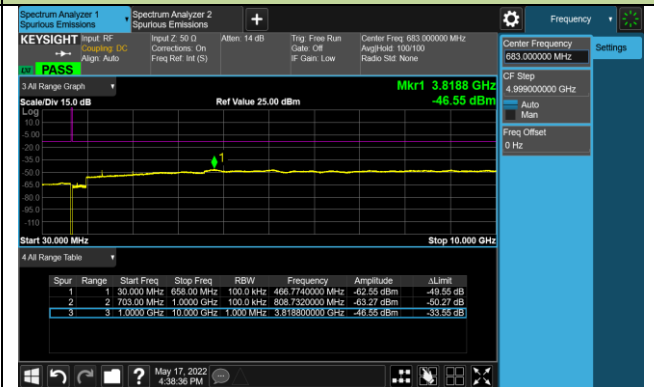 Spectrum Analyzer 1
Spurious Emissions
Spectrum Analyzer 2
Spurious Emissions
+
Frequency
KEYSIGHT
Input: RF
Coupling: DC
Align: Auto
Input Z: 50 Ω
Corrections: On
Freq Ref: Int (S)
Atten: 14 dB
Trig: Free Run
Gate: Off
IF Gain: Low
Center Freq: 683.000000 MHz
Avg|Hold: 100/100
Radio Std: None
PASS
Center Frequency
683.000000 MHz
Settings
CF Step
4.999000000 GHz
Auto
Man
Freq Offset
0 Hz
3 All Range Graph
Mkr1 3.8188 GHz
Scale/Div 15.0 dB
Ref Value 25.00 dBm
-46.55 dBm
Log
10.0
-5.00
-20.0
-35.0
-50.0
-65.0
-80.0
-95.0
-110
1
Start 30.000 MHz
Stop 10.000 GHz
4 All Range Table
Spur Range Start Freq Stop Freq RBW Frequency Amplitude ΔLimit
1 1 30.000 MHz 658.00 MHz 100.0 kHz 466.7740000 MHz -62.55 dBm -49.55 dB
2 2 703.00 MHz 1.0000 GHz 100.0 kHz 808.7320000 MHz -63.27 dBm -50.27 dB
3 3 1.0000 GHz 10.000 GHz 1.000 MHz 3.818800000 GHz -46.55 dBm -33.55 dB
?
May 17, 2022
4:38:36 PM